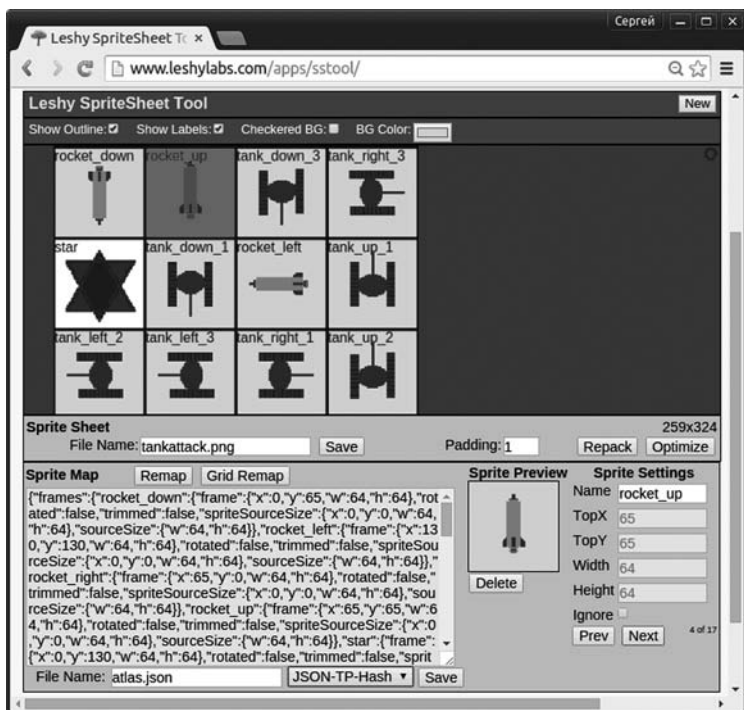 Сергей
Leshy SpriteSheet To
www.leshylabs.com/apps/sstool/
Leshy SpriteSheet Tool
New
Show Outline: Show Labels: Checkered BG: BG Color:
rocket_down rocket_up tank_down_3 tank_right_3
star tank_down_1 rocket_left tank_up_1
tank_left_2 tank_left_3 tank_right_1 tank_up_2
Sprite Sheet 259x324
File Name: tankattack.png Save Padding: 1 Repack Optimize
Sprite Map Remap Grid Remap
{"frames":{"rocket_down":{"frame":{"x":0,"y":65,"w":64,"h":64},"rot
ated":false,"trimmed":false,"spriteSourceSize":{"x":0,"y":0,"w":64,
"h":64},"sourceSize":{"w":64,"h":64}},"rocket_left":{"frame":{"x":13
0,"y":130,"w":64,"h":64},"rotated":false,"trimmed":false,"spriteSou
rceSize":{"x":0,"y":0,"w":64,"h":64},"sourceSize":{"w":64,"h":64}},"
rocket_right":{"frame":{"x":65,"y":0,"w":64,"h":64},"rotated":false,"
trimmed":false,"spriteSourceSize":{"x":0,"y":0,"w":64,"h":64},"sou
rceSize":{"w":64,"h":64}},"rocket_up":{"frame":{"x":65,"y":65,"w":6
4,"h":64},"rotated":false,"trimmed":false,"spriteSourceSize":{"x":0
,"y":0,"w":64,"h":64},"sourceSize":{"w":64,"h":64}},"star":{"frame":
{"x":0,"y":130,"w":64,"h":64},"rotated":false,"trimmed":false,"sprit
File Name: atlas.json JSON-TP-Hash Save
Sprite Preview
Delete
Sprite Settings
Name rocket_up
TopX 65
TopY 65
Width 64
Height 64
Ignore
Prev Next 4 of 17